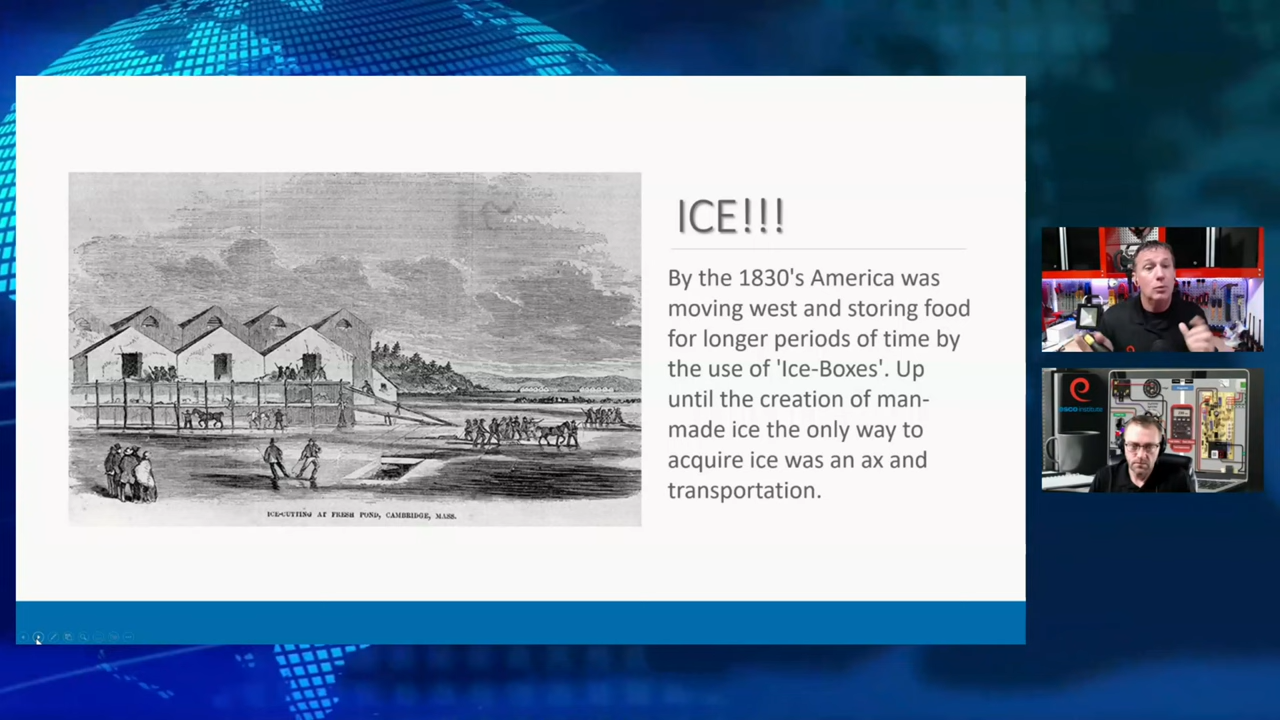 ICE!!!
By the 1830's America was
moving west and storing food
for longer periods of time by
the use of 'Ice-Boxes'. Up
until the creation of man-
made ice the only way to
acquire ice was an ax and
transportation.
ICE-CUTTING AT FRESH POND, CAMBRIDGE, MASS.
esco institute